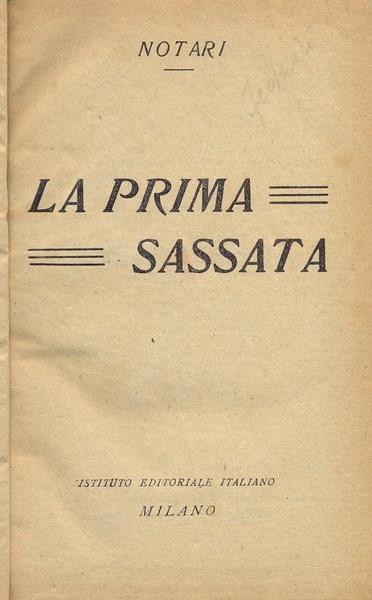 NOTARI
LA PRIMA
SASSATA
ISTITUTO EDITORIALE ITALIANO
MILANO